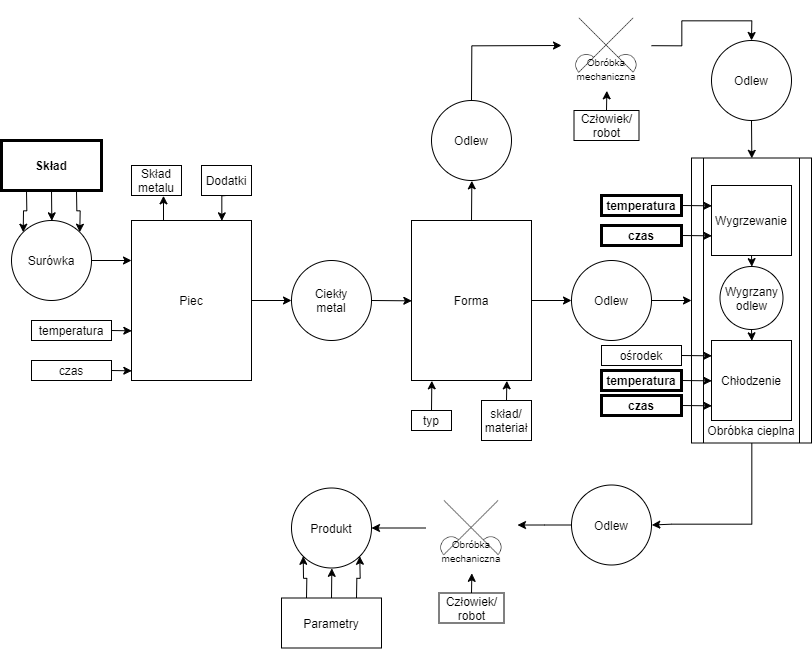 Obróbka
mechaniczna
Odlew
Człowiek/
robot
Odlew
Skład
Skład
metalu
Dodatki
temperatura
Wygrzewanie
czas
Surówka
Piec
Ciekły
metal
Forma
Odlew
Wygrzany
odlew
temperatura
czas
ośrodek
temperatura
Chłodzenie
czas
typ
skład/
materiał
Obróbka cieplna
Produkt
Obróbka
mechaniczna
Odlew
Człowiek/
robot
Parametry